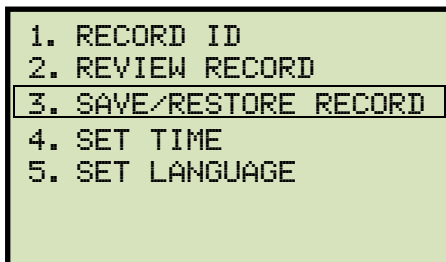 1. RECORD ID
2. REVIEW RECORD
3. SAVE/RESTORE RECORD
4. SET TIME
5. SET LANGUAGE